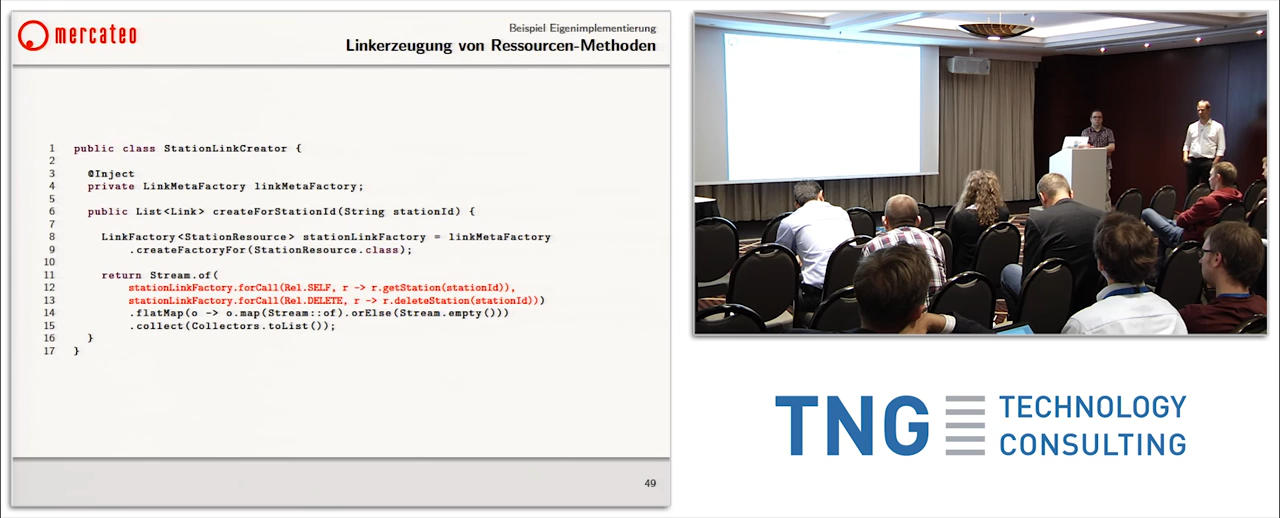 mercateo
Beispiel Eigenimplementierung
Linkerzeugung von Ressourcen-Methoden
1 public class StationLinkCreator {
2
3 @Inject
4 private LinkMetaFactory linkMetaFactory;
5
6 public List<Link> createForStationId(String stationId) {
7
8 LinkFactory<StationResource> stationLinkFactory = linkMetaFactory
9 .createFactoryFor(StationResource.class);
10
11 return Stream.of(
12 stationLinkFactory.forCall(Rel.SELF, r -> r.getStation(stationId)),
13 stationLinkFactory.forCall(Rel.DELETE, r -> r.deleteStation(stationId)))
14 .flatMap(o -> o.map(Stream::of).orElse(Stream.empty()))
15 .collect(Collectors.toList());
16 }
17 }
49
TNG TECHNOLOGY
CONSULTING